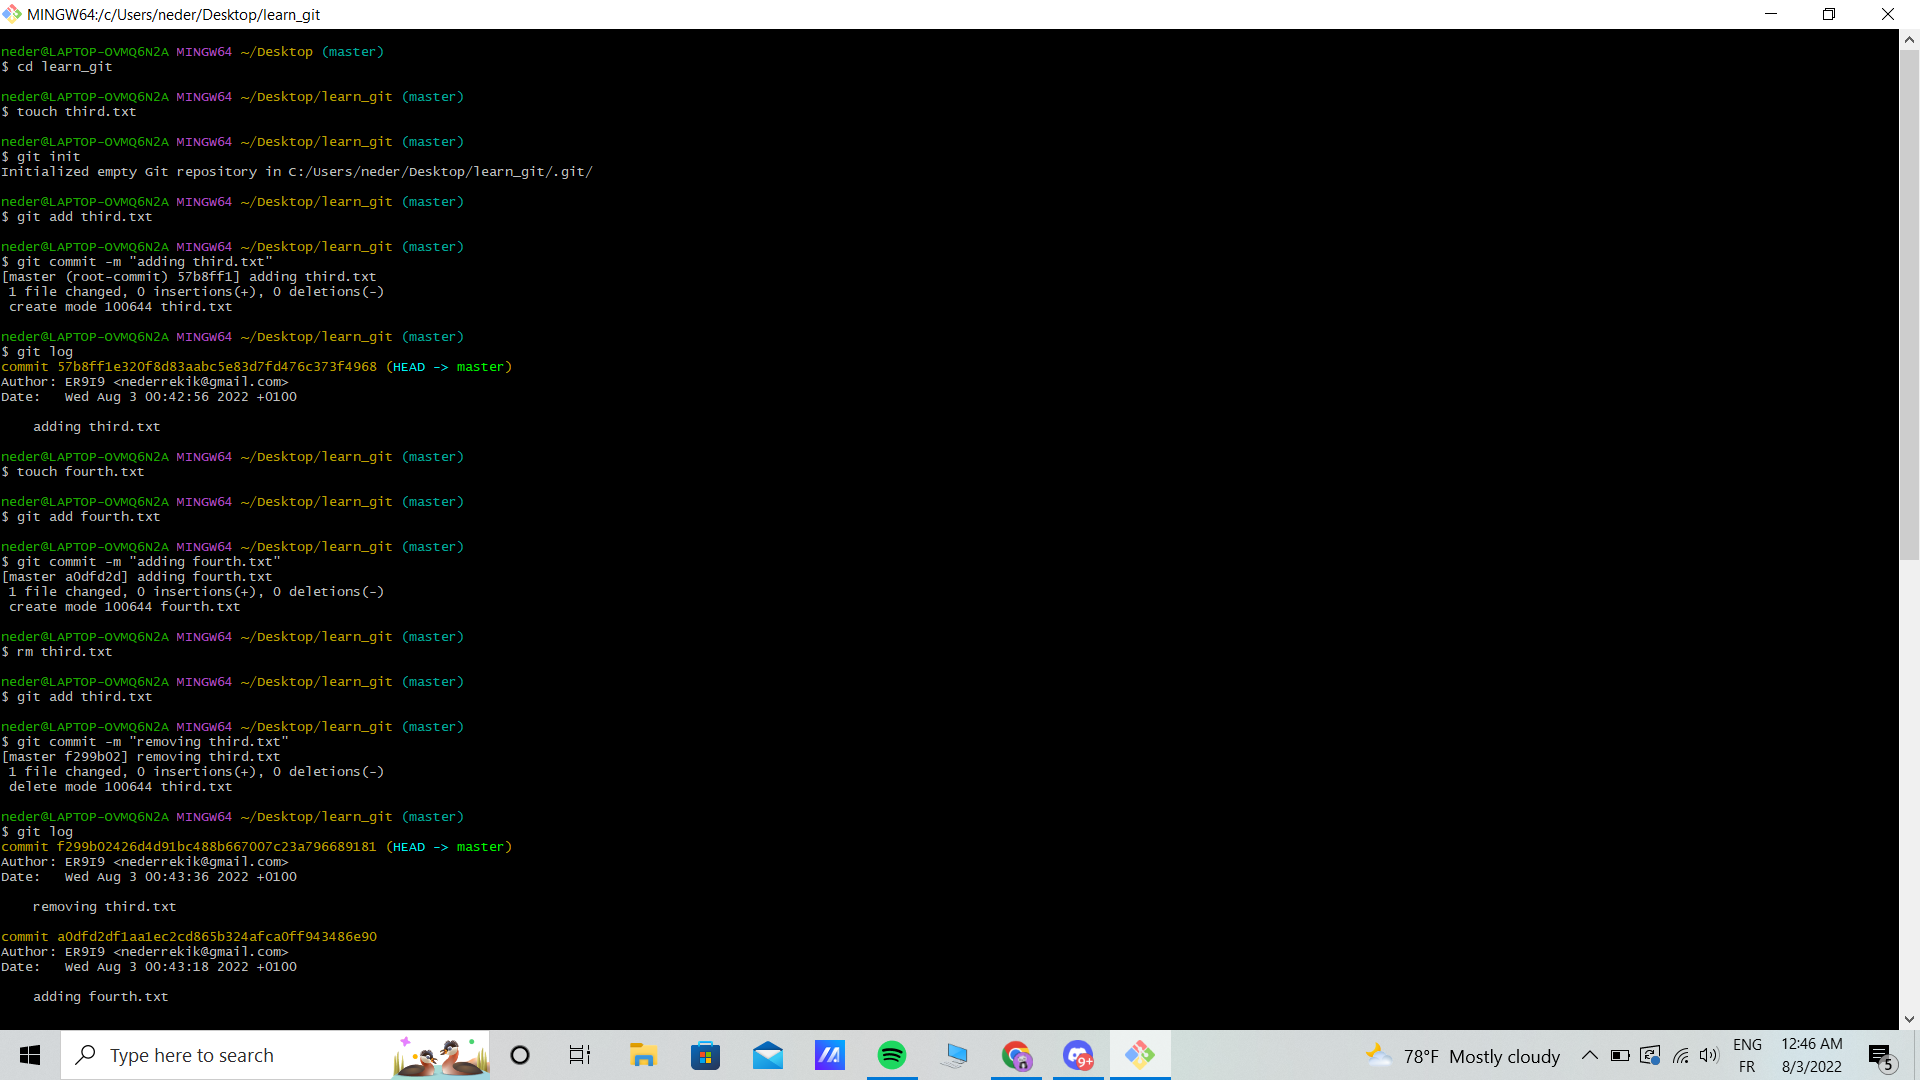 MINGW64:/c/Users/neder/Desktop/learn_git
neder@LAPTOP-OVMQ6N2A MINGW64 ~/Desktop (master)
$ cd learn_git
neder@LAPTOP-OVMQ6N2A MINGW64 ~/Desktop/learn_git (master)
$ touch third.txt
neder@LAPTOP-OVMQ6N2A MINGW64 ~/Desktop/learn_git (master)
$ git init
Initialized empty Git repository in C:/Users/neder/Desktop/learn_git/.git/
neder@LAPTOP-OVMQ6N2A MINGW64 ~/Desktop/learn_git (master)
$ git add third.txt
neder@LAPTOP-OVMQ6N2A MINGW64 ~/Desktop/learn_git (master)
$ git commit -m "adding third.txt"
[master (root-commit) 57b8ff1] adding third.txt
 1 file changed, 0 insertions(+), 0 deletions(-)
 create mode 100644 third.txt
neder@LAPTOP-OVMQ6N2A MINGW64 ~/Desktop/learn_git (master)
$ git log
commit 57b8ff1e320f8d83aabc5e83d7fd476c373f4968 (HEAD -> master)
Author: ER9I9 <nederrekik@gmail.com>
Date:   Wed Aug 3 00:42:56 2022 +0100
    adding third.txt
neder@LAPTOP-OVMQ6N2A MINGW64 ~/Desktop/learn_git (master)
$ touch fourth.txt
neder@LAPTOP-OVMQ6N2A MINGW64 ~/Desktop/learn_git (master)
$ git add fourth.txt
neder@LAPTOP-OVMQ6N2A MINGW64 ~/Desktop/learn_git (master)
$ git commit -m "adding fourth.txt"
[master a0dfd2d] adding fourth.txt
 1 file changed, 0 insertions(+), 0 deletions(-)
 create mode 100644 fourth.txt
neder@LAPTOP-OVMQ6N2A MINGW64 ~/Desktop/learn_git (master)
$ rm third.txt
neder@LAPTOP-OVMQ6N2A MINGW64 ~/Desktop/learn_git (master)
$ git add third.txt
neder@LAPTOP-OVMQ6N2A MINGW64 ~/Desktop/learn_git (master)
$ git commit -m "removing third.txt"
[master f299b02] removing third.txt
 1 file changed, 0 insertions(+), 0 deletions(-)
 delete mode 100644 third.txt
neder@LAPTOP-OVMQ6N2A MINGW64 ~/Desktop/learn_git (master)
$ git log
commit f299b02426d4d91bc488b667007c23a796689181 (HEAD -> master)
Author: ER9I9 <nederrekik@gmail.com>
Date:   Wed Aug 3 00:43:36 2022 +0100
    removing third.txt
commit a0dfd2df1aa1ec2cd865b324afca0ff943486e90
Author: ER9I9 <nederrekik@gmail.com>
Date:   Wed Aug 3 00:43:18 2022 +0100
    adding fourth.txt
Type here to search
9+
78°F Mostly cloudy
ENG
FR
12:46 AM
8/3/2022
5